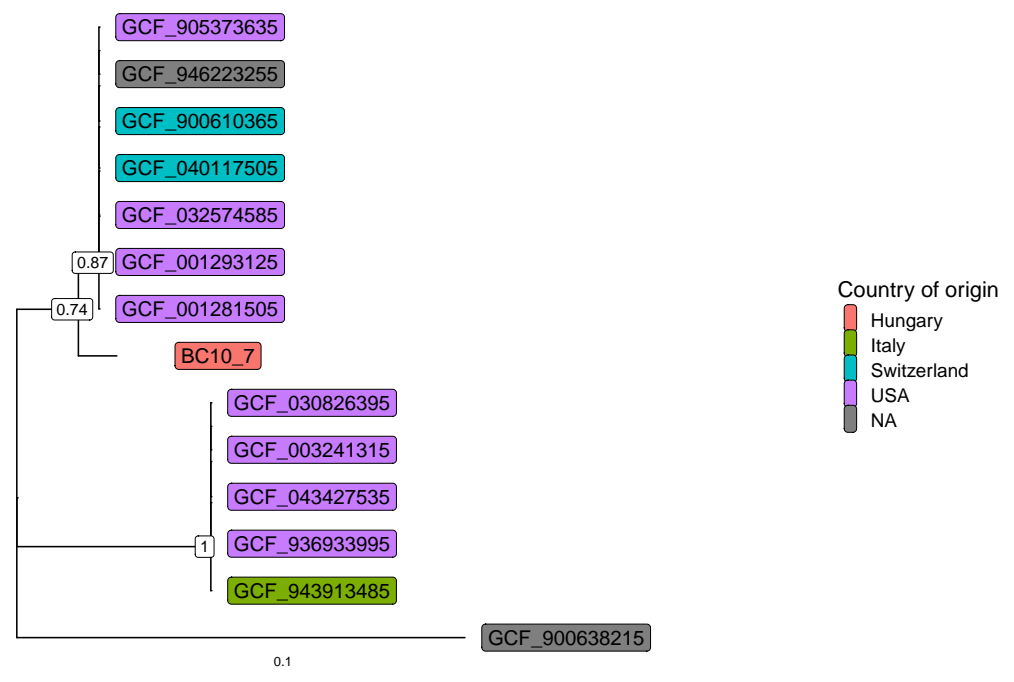 GCF_905373635
GCF_946223255
GCF_900610365
GCF_040117505
GCF_032574585
0.87
GCF_001293125
0.74
GCF_001281505
BC10_7
GCF_030826395
GCF_003241315
GCF_043427535
1
GCF_936933995
GCF_943913485
GCF_900638215
0.1
Country of origin
Hungary
Italy
Switzerland
USA
NA